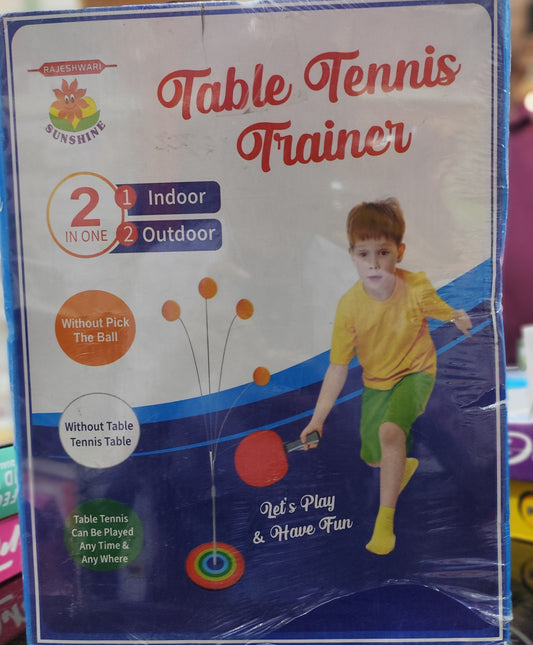 RAJESHWARI
SUNSHINE
Table Tennis
Trainer
2
IN ONE
1 Indoor
2 Outdoor
Without Pick
The Ball
Without Table
Tennis Table
Table Tennis
Can Be Played
Any Time &
Any Where
Let's Play
& Have Fun